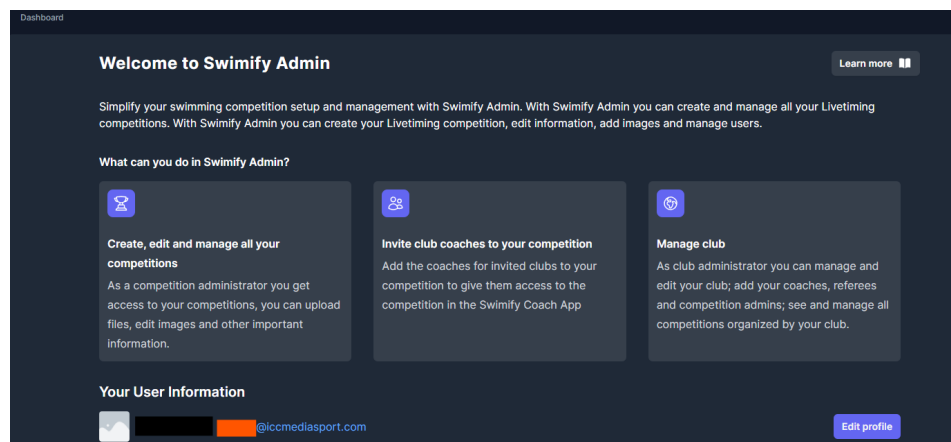 Dashboard
Welcome to Swimify Admin
Learn more
Simplify your swimming competition setup and management with Swimify Admin. With Swimify Admin you can create and manage all your Livetiming
competitions. With Swimify Admin you can create your Livetiming competition, edit information, add images and manage users.
What can you do in Swimify Admin?
Create, edit and manage all your
competitions
As a competition administrator you get
access to your competitions, you can upload
files, edit images and other important
information.
Invite club coaches to your competition
Add the coaches for invited clubs to your
competition to give them access to the
competition in the Swimify Coach App
Manage club
As club administrator you can manage and
edit your club; add your coaches, referees
and competition admins; see and manage all
competitions organized by your club.
Your User Information
@iccmediasport.com
Edit profile